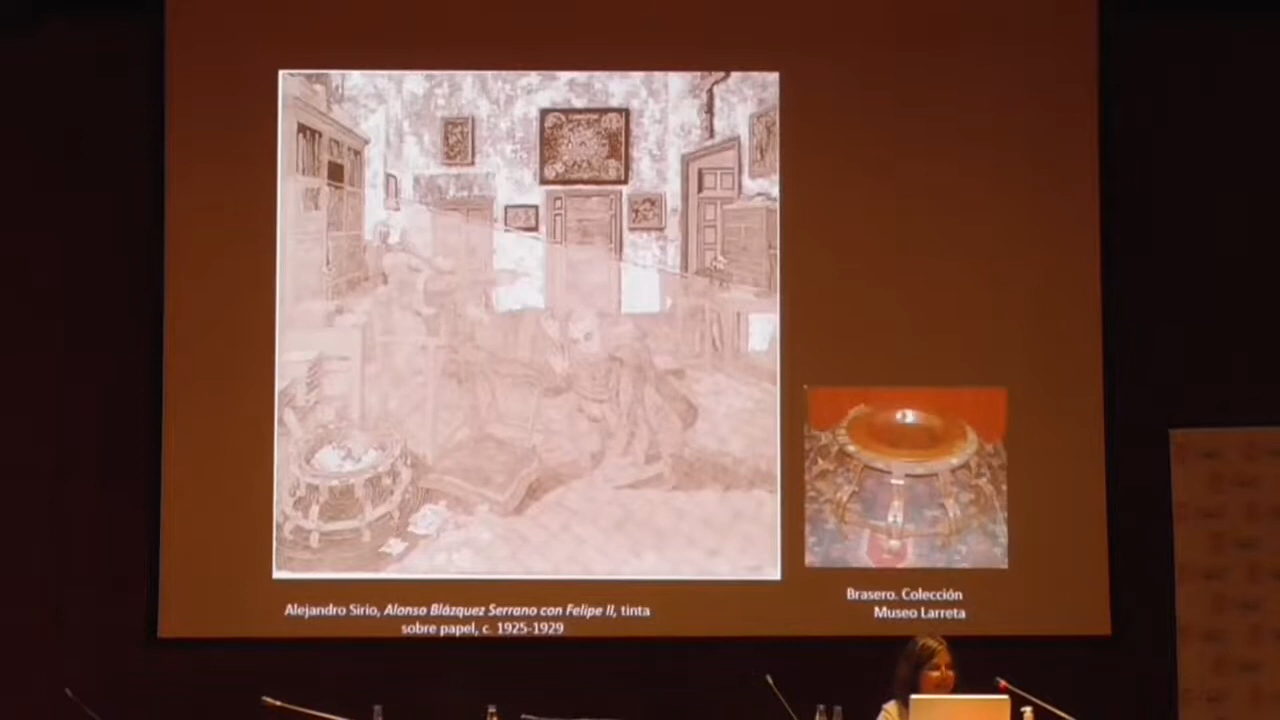 Alejandro Sirio, Alonso Blázquez Serrano con Felipe II, tinta
sobre papel, c. 1925-1929
Brasero. Colección
Museo Larreta